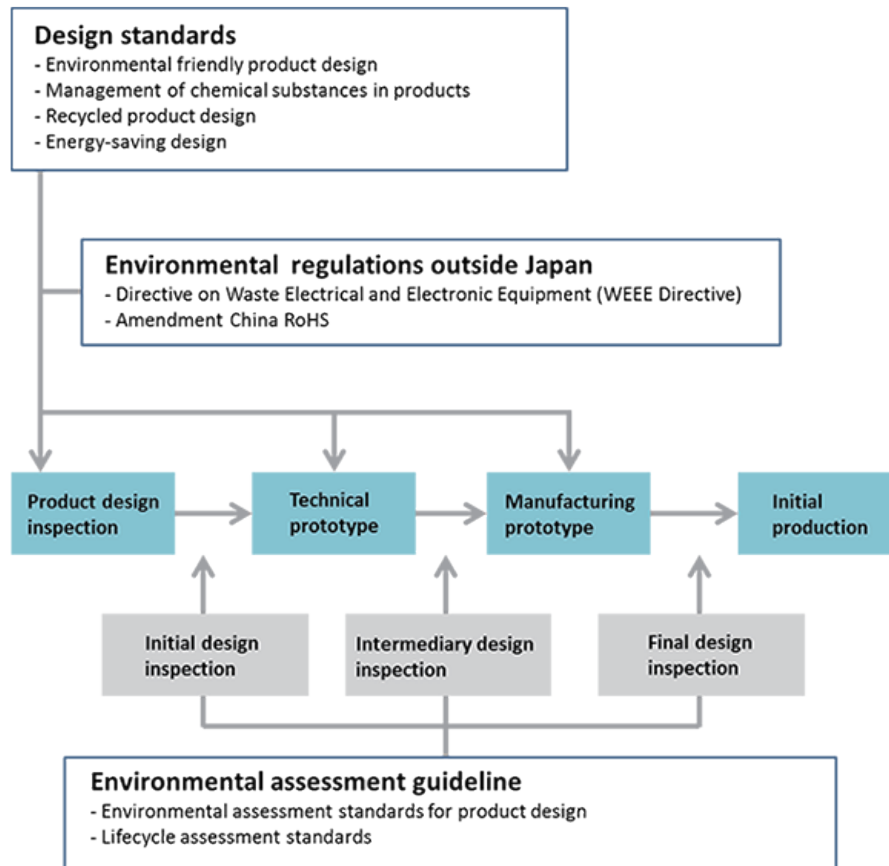 Design standards
- Environmental friendly product design
- Management of chemical substances in products
- Recycled product design
- Energy-saving design
Environmental regulations outside Japan
- Directive on Waste Electrical and Electronic Equipment (WEEE Directive)
- Amendment China RoHS
Product design
inspection
Technical
prototype
Manufacturing
prototype
Initial
production
Initial design
inspection
Intermediary design
inspection
Final design
inspection
Environmental assessment guideline
- Environmental assessment standards for product design
- Lifecycle assessment standards